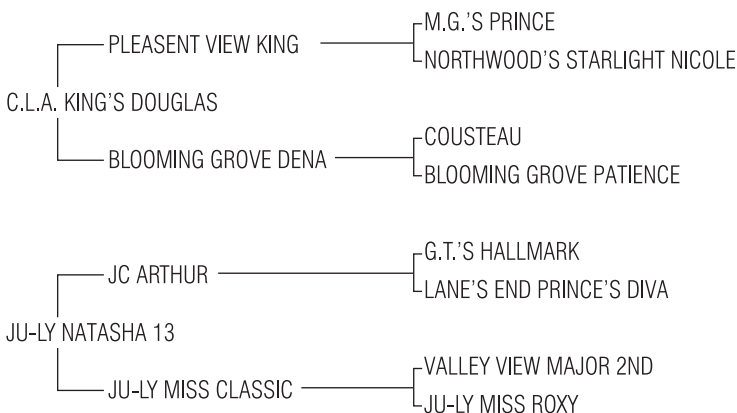 M.G.'S PRINCE
PLEASENT VIEW KING
NORTHWOOD'S STARLIGHT NICOLE
C.L.A. KING'S DOUGLAS
COUSTEAU
BLOOMING GROVE DENA
BLOOMING GROVE PATIENCE
G.T.'S HALLMARK
JC ARTHUR
LANE'S END PRINCE'S DIVA
JU-LY NATASHA 13
VALLEY VIEW MAJOR 2ND
JU-LY MISS CLASSIC
JU-LY MISS ROXY